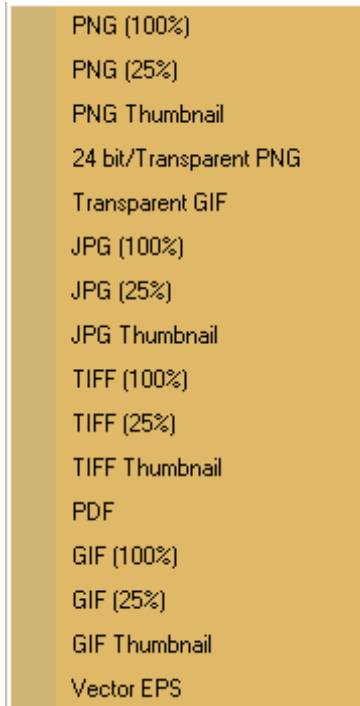 PNG (100%)
PNG (25%)
PNG Thumbnail
24 bit/Transparent PNG
Transparent GIF
JPG (100%)
JPG (25%)
JPG Thumbnail
TIFF (100%)
TIFF (25%)
TIFF Thumbnail
PDF
GIF (100%)
GIF (25%)
GIF Thumbnail
Vector EPS